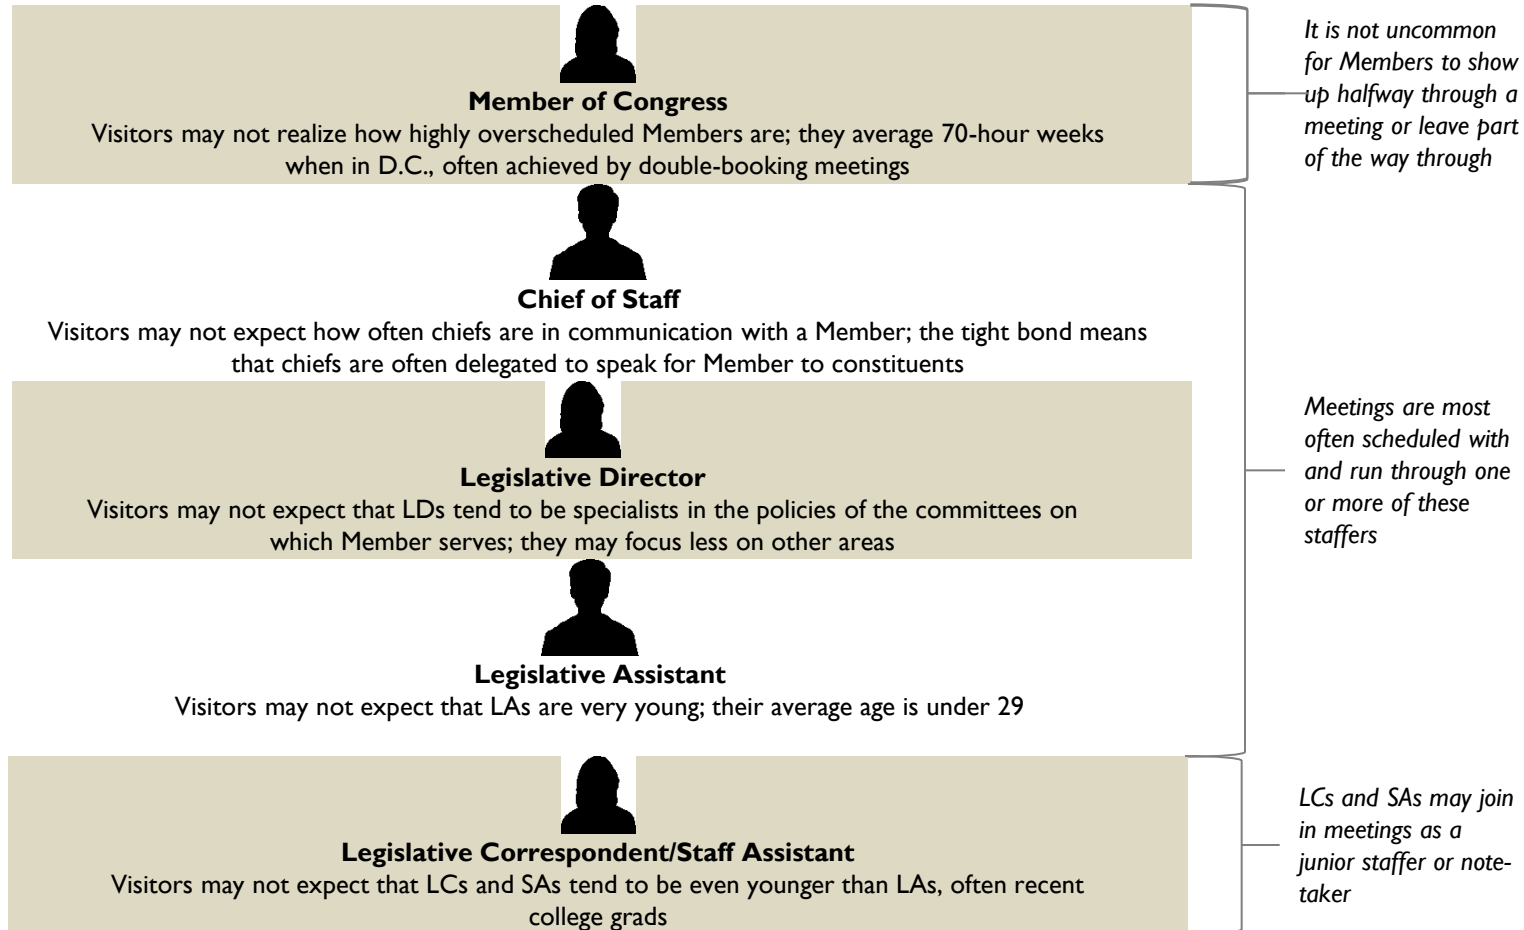 Member of Congress
Visitors may not realize how highly overscheduled Members are; they average 70-hour weeks
when in D.C., often achieved by double-booking meetings
It is not uncommon
for Members to show
up halfway through a
meeting or leave part
of the way through
Chief of Staff
Visitors may not expect how often chiefs are in communication with a Member; the tight bond means
that chiefs are often delegated to speak for Member to constituents
Legislative Director
Visitors may not expect that LDs tend to be specialists in the policies of the committees on
which Member serves; they may focus less on other areas
Legislative Assistant
Visitors may not expect that LAs are very young; their average age is under 29
Meetings are most
often scheduled with
and run through one
or more of these
staffers
Legislative Correspondent/Staff Assistant
Visitors may not expect that LCs and SAs tend to be even younger than LAs, often recent
college grads
LCs and SAs may join
in meetings as a
junior staffer or note-
taker